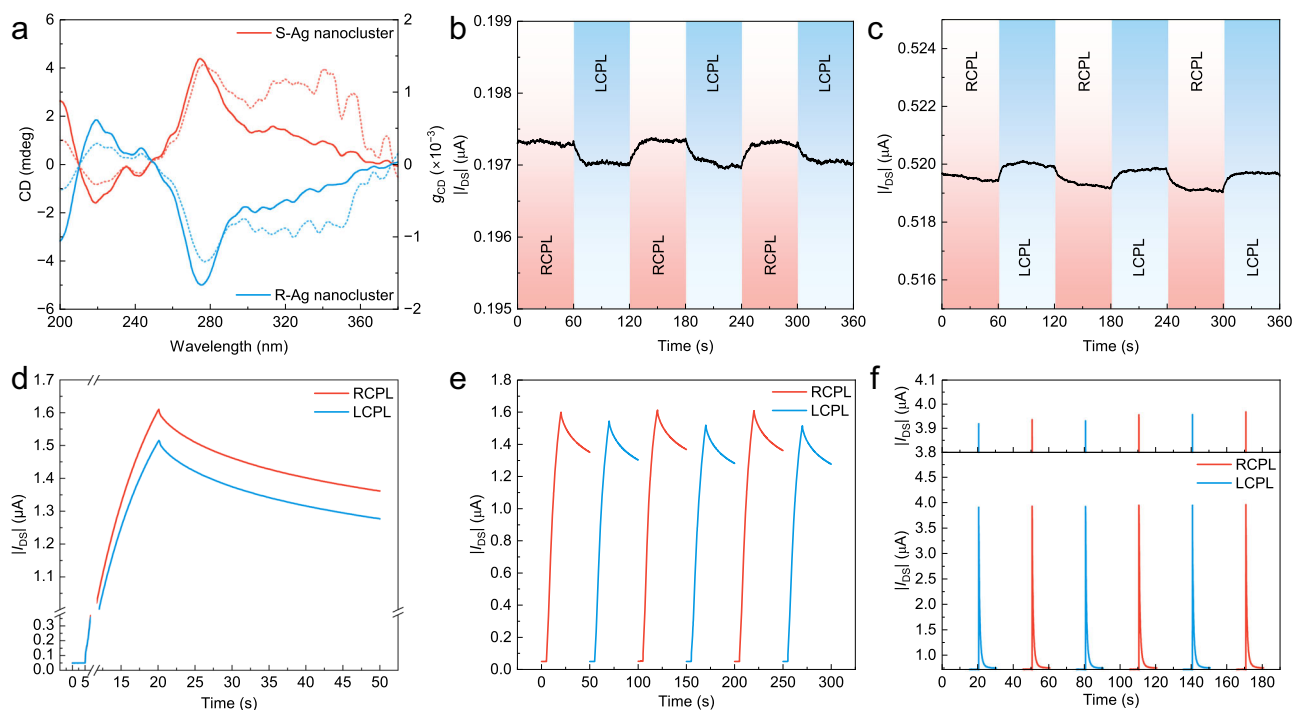 a
6
4
2
0
−2
−4
−6
CD (mdeg)
2
1
0
−1
−2
g_CD (×10⁻³)
S-Ag nanocluster
R-Ag nanocluster
200 240 280 320 360
Wavelength (nm)
b
0.199
0.198
0.197
0.196
0.195
|I_DS| (μA)
LCPL LCPL LCPL
RCPL RCPL RCPL
0 60 120 180 240 300 360
Time (s)
c
0.524
0.522
0.520
0.518
0.516
|I_DS| (μA)
RCPL RCPL RCPL
LCPL LCPL LCPL
0 60 120 180 240 300 360
Time (s)
d
1.7
1.6
1.5
1.4
1.3
1.1
0.3
0.2
0.1
0.0
|I_DS| (μA)
RCPL
LCPL
0 5 15 20 25 30 35 40 45 50
Time (s)
e
1.8
1.6
1.4
1.2
1.0
0.8
0.6
0.4
0.2
0.0
|I_DS| (μA)
RCPL
LCPL
0 50 100 150 200 250 300
Time (s)
f
4.1
4.0
3.9
3.8
|I_DS| (μA)
4.5
4.0
3.5
3.0
2.5
2.0
1.5
1.0
|I_DS| (μA)
RCPL
LCPL
0 20 40 60 80 100 120 140 160 180
Time (s)